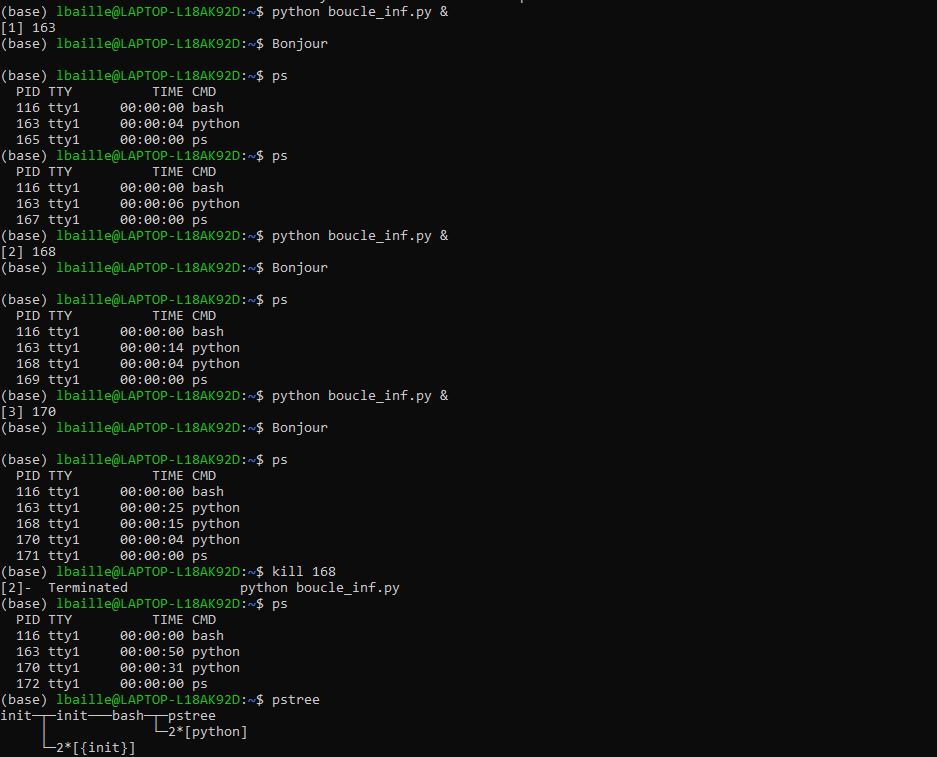 (base) lbaille@LAPTOP-L18AK92D:~$ python boucle_inf.py &
[1] 163
(base) lbaille@LAPTOP-L18AK92D:~$ Bonjour

(base) lbaille@LAPTOP-L18AK92D:~$ ps
  PID TTY          TIME CMD
  116 tty1     00:00:00 bash
  163 tty1     00:00:04 python
  165 tty1     00:00:00 ps
(base) lbaille@LAPTOP-L18AK92D:~$ ps
  PID TTY          TIME CMD
  116 tty1     00:00:00 bash
  163 tty1     00:00:06 python
  167 tty1     00:00:00 ps
(base) lbaille@LAPTOP-L18AK92D:~$ python boucle_inf.py &
[2] 168
(base) lbaille@LAPTOP-L18AK92D:~$ Bonjour

(base) lbaille@LAPTOP-L18AK92D:~$ ps
  PID TTY          TIME CMD
  116 tty1     00:00:00 bash
  163 tty1     00:00:14 python
  168 tty1     00:00:04 python
  169 tty1     00:00:00 ps
(base) lbaille@LAPTOP-L18AK92D:~$ python boucle_inf.py &
[3] 170
(base) lbaille@LAPTOP-L18AK92D:~$ Bonjour

(base) lbaille@LAPTOP-L18AK92D:~$ ps
  PID TTY          TIME CMD
  116 tty1     00:00:00 bash
  163 tty1     00:00:25 python
  168 tty1     00:00:15 python
  170 tty1     00:00:04 python
  171 tty1     00:00:00 ps
(base) lbaille@LAPTOP-L18AK92D:~$ kill 168
[2]-  Terminated              python boucle_inf.py
(base) lbaille@LAPTOP-L18AK92D:~$ ps
  PID TTY          TIME CMD
  116 tty1     00:00:00 bash
  163 tty1     00:00:50 python
  170 tty1     00:00:31 python
  172 tty1     00:00:00 ps
(base) lbaille@LAPTOP-L18AK92D:~$ pstree
init─┬─init───bash─┬─pstree
     │             └─2*[python]
     └─2*[{init}]